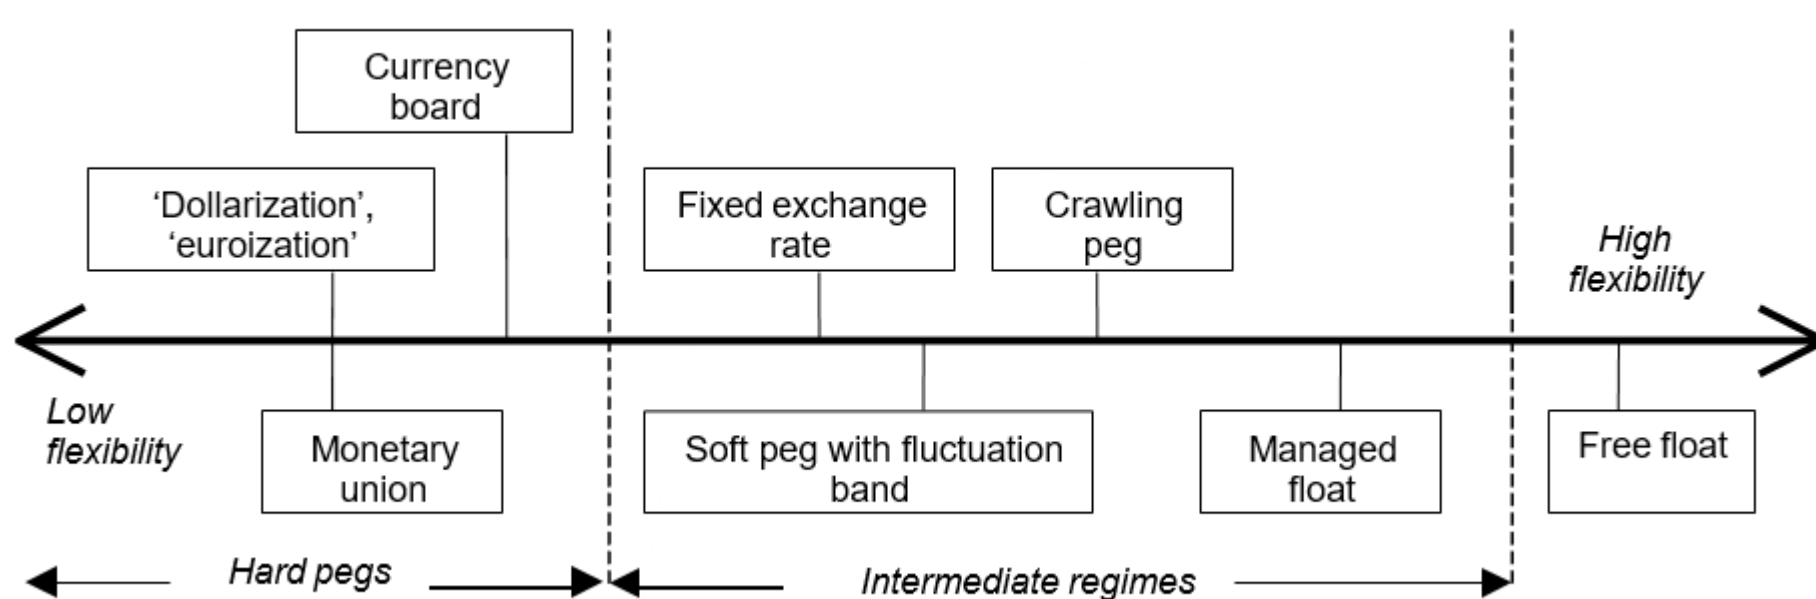 Currency
board
‘Dollarization’,
‘euroization’
Fixed exchange
rate
Crawling
peg
High
flexibility
Low
flexibility
Monetary
union
Soft peg with fluctuation
band
Managed
float
Free float
Hard pegs
Intermediate regimes